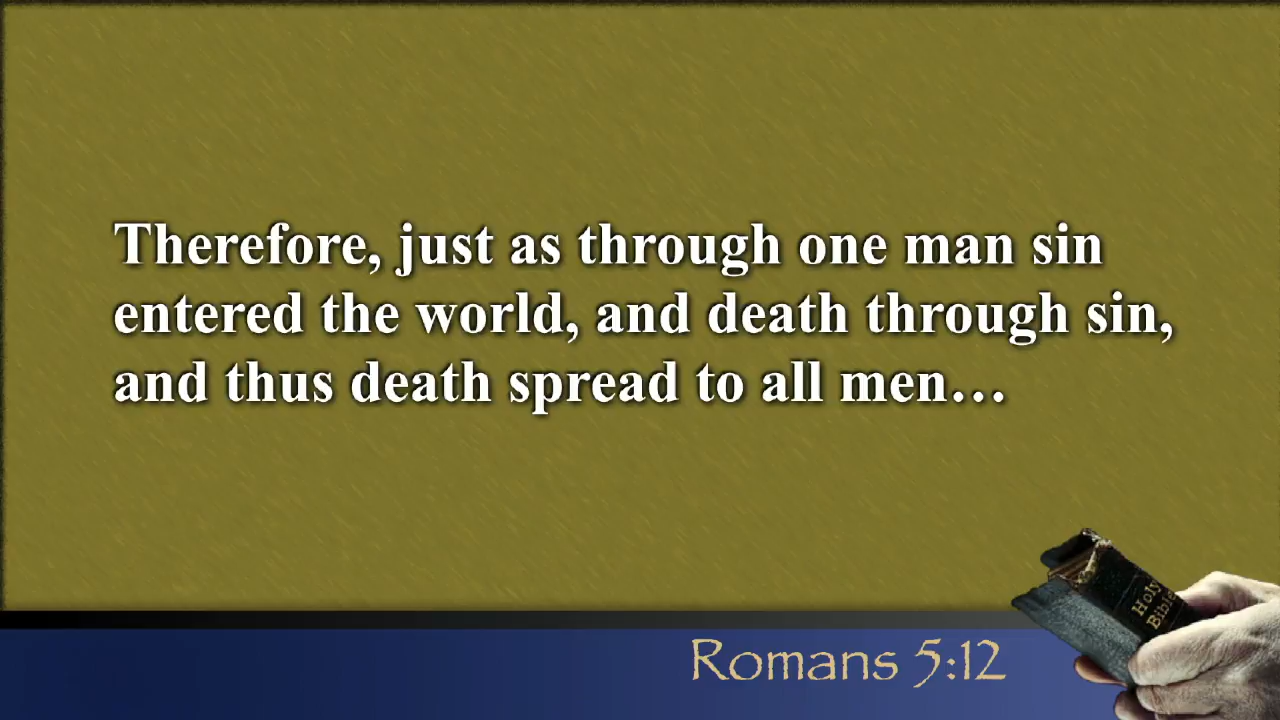 Therefore, just as through one man sin
entered the world, and death through sin,
and thus death spread to all men…
Holy
Bible
Romans 5:12